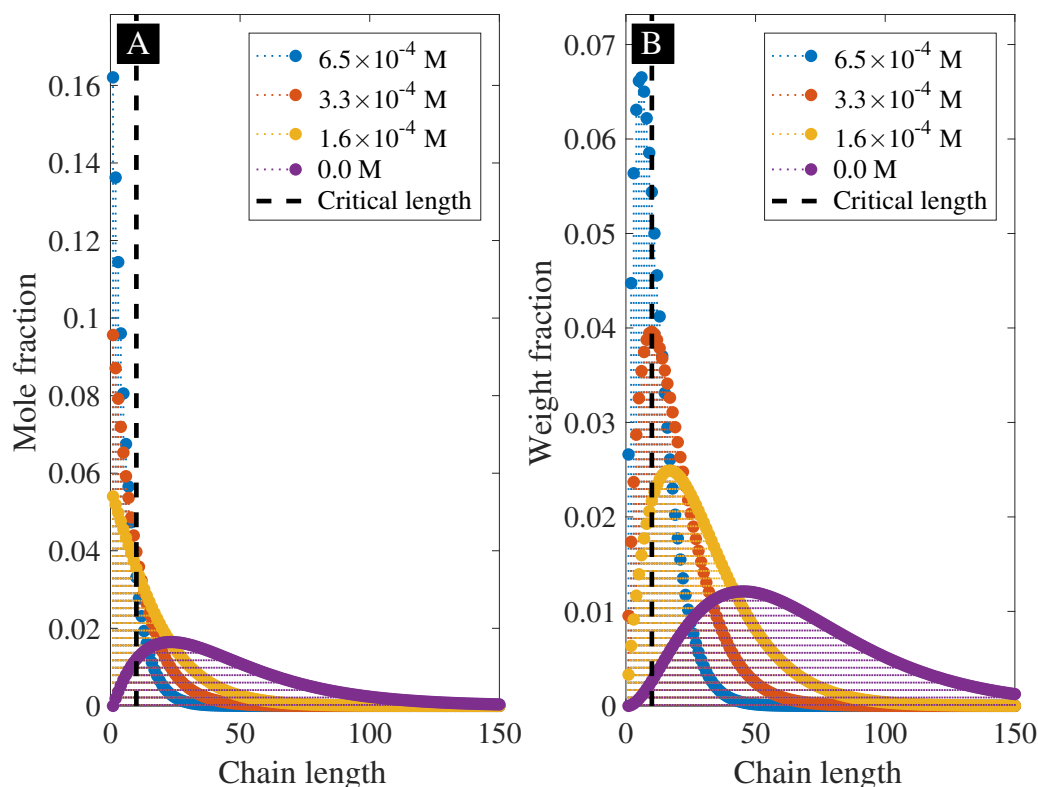 A
6.5×10⁻⁴ M
3.3×10⁻⁴ M
1.6×10⁻⁴ M
0.0 M
Critical length
0.16
0.14
0.12
0.1
0.08
0.06
0.04
0.02
0
Mole fraction
0
50
100
150
Chain length
B
6.5×10⁻⁴ M
3.3×10⁻⁴ M
1.6×10⁻⁴ M
0.0 M
Critical length
0.07
0.06
0.05
0.04
0.03
0.02
0.01
0
Weight fraction
0
50
100
150
Chain length